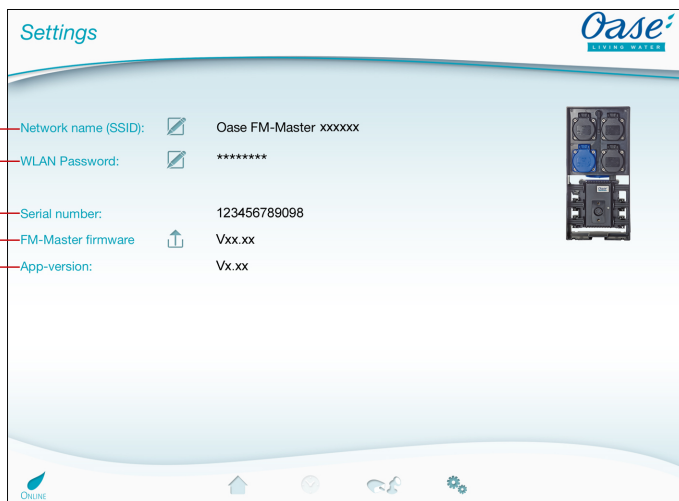 Settings
Oase
LIVING WATER
Network name (SSID): Oase FM-Master xxxxxx
WLAN Password: ********
Serial number: 123456789098
FM-Master firmware Vxx.xx
App-version: Vx.xx
ONLINE